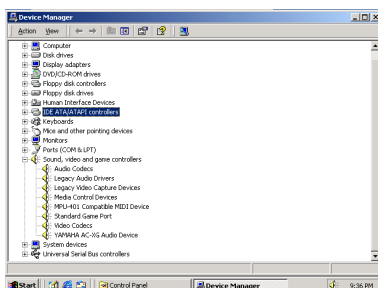 Device Manager
Action View
Computer
Disk drives
Display adapters
DVD/CD-ROM drives
Floppy disk controllers
Floppy disk drives
Human Interface Devices
IDE ATA/ATAPI controllers
Keyboards
Mice and other pointing devices
Monitors
Ports (COM & LPT)
Sound, video and game controllers
Audio Codecs
Legacy Audio Drivers
Legacy Video Capture Devices
Media Control Devices
MPU-401 Compatible MIDI Device
Standard Game Port
Video Codecs
YAMAHA AC-XG Audio Device
System devices
Universal Serial Bus controllers
Start Control Panel Device Manager 9:36 PM